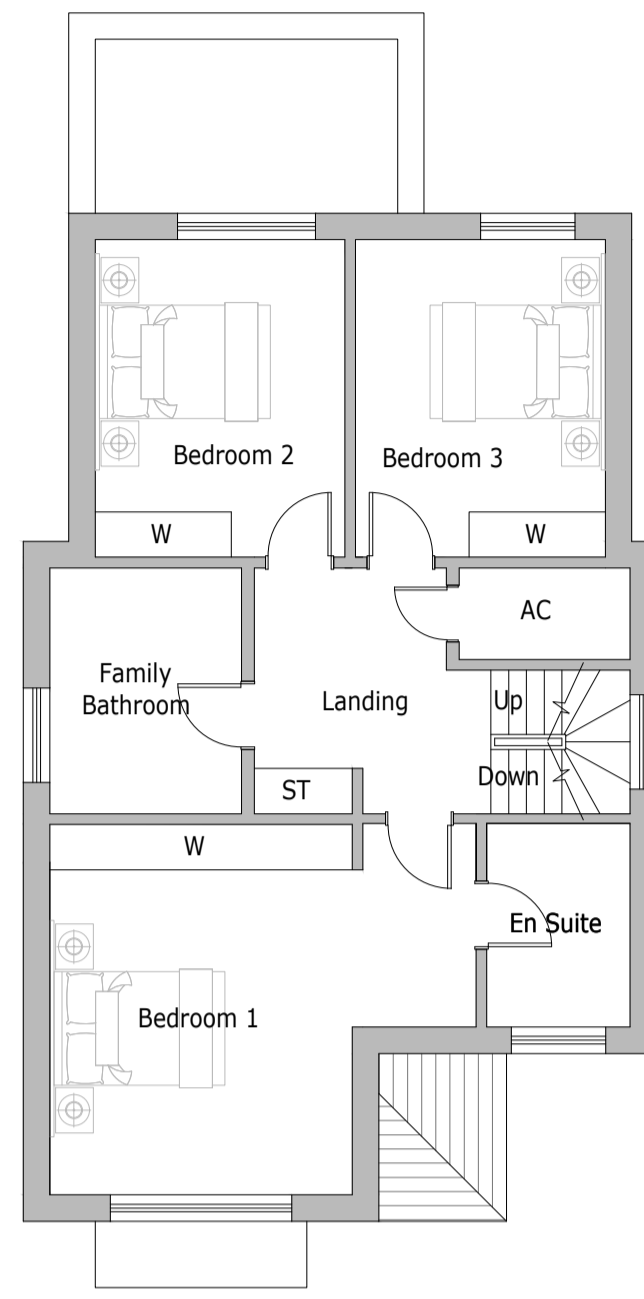 Bedroom 2
Bedroom 3
W
W
AC
Family
Bathroom
Landing
Up
Down
ST
W
En Suite
Bedroom 1